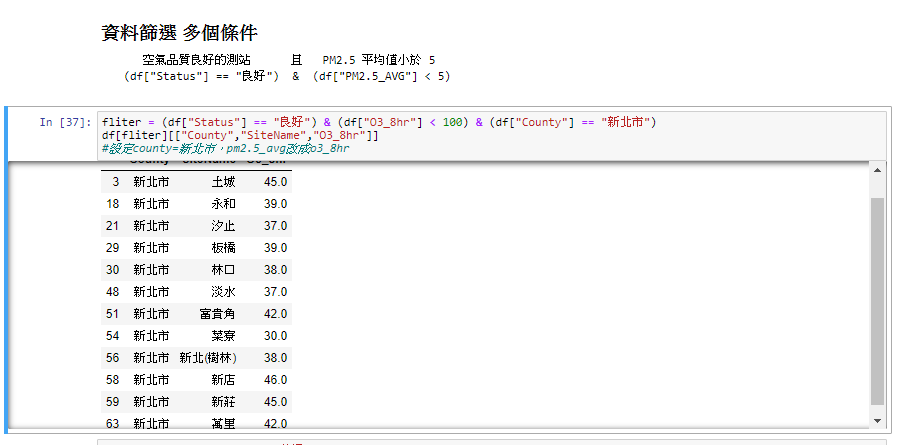 資料篩選 多個條件
空氣品質良好的測站 且 PM2.5 平均值小於 5
(df["Status"] == "良好") & (df["PM2.5_AVG"] < 5)
In [37]: fliter = (df["Status"] == "良好") & (df["O3_8hr"] < 100) & (df["County"] == "新北市")
df[fliter][["County","SiteName","O3_8hr"]]
#設定county=新北市，pm2.5_avg改成o3_8hr
County SiteName O3_8hr
3 新北市 土城 45.0
18 新北市 永和 39.0
21 新北市 汐止 37.0
29 新北市 板橋 39.0
30 新北市 林口 38.0
48 新北市 淡水 37.0
51 新北市 富貴角 42.0
54 新北市 菜寮 30.0
56 新北市 新北(樹林) 38.0
58 新北市 新店 46.0
59 新北市 新莊 45.0
63 新北市 萬里 42.0